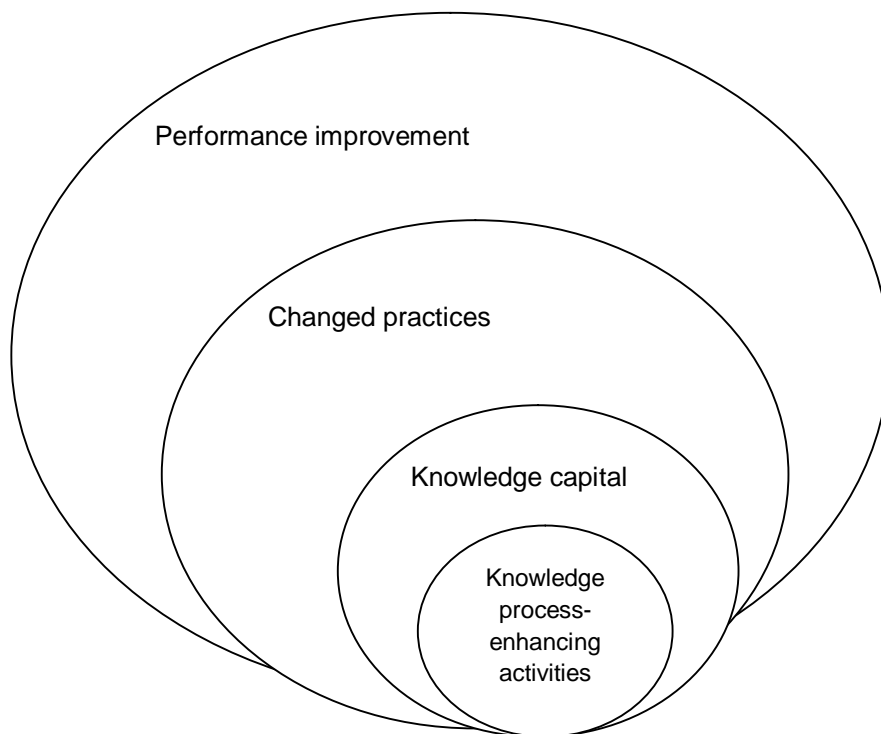 Performance improvement
Changed practices
Knowledge capital
Knowledge
process-
enhancing
activities